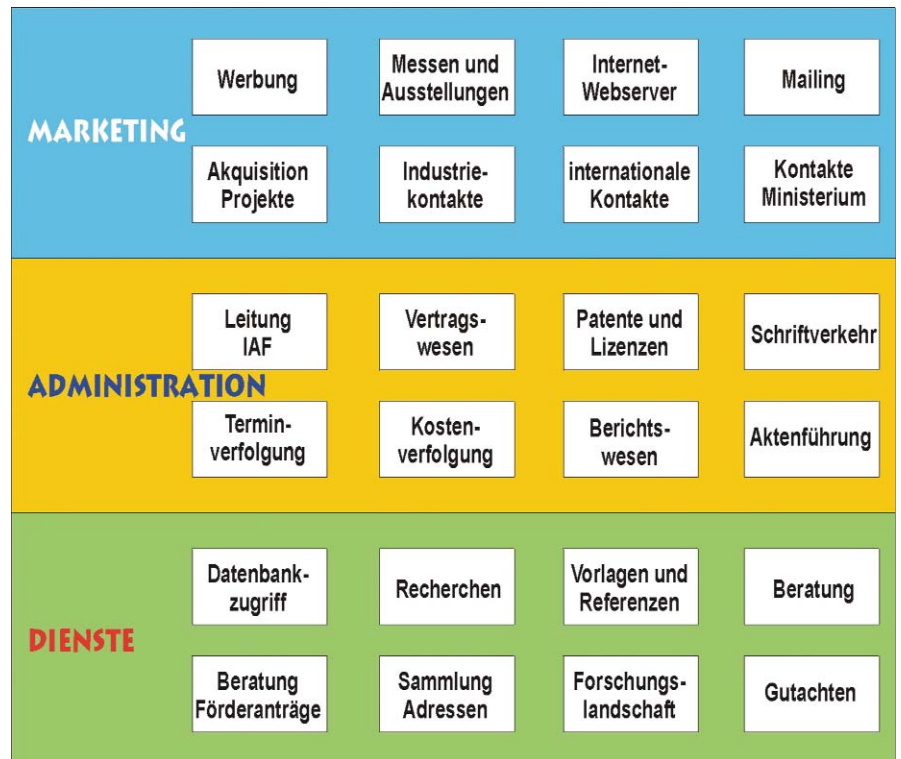 MARKETING
Werbung
Messen und
Ausstellungen
Internet-
Webserver
Mailing
Akquisition
Projekte
Industrie-
kontakte
internationale
Kontakte
Kontakte
Ministerium
ADMINISTRATION
Leitung
IAF
Vertrags-
wesen
Patente und
Lizenzen
Schriftverkehr
Termin-
verfolgung
Kosten-
verfolgung
Berichts-
wesen
Aktenführung
DIENSTE
Datenbank-
zugriff
Recherchen
Vorlagen und
Referenzen
Beratung
Beratung
Förderanträge
Sammlung
Adressen
Forschungs-
landschaft
Gutachten